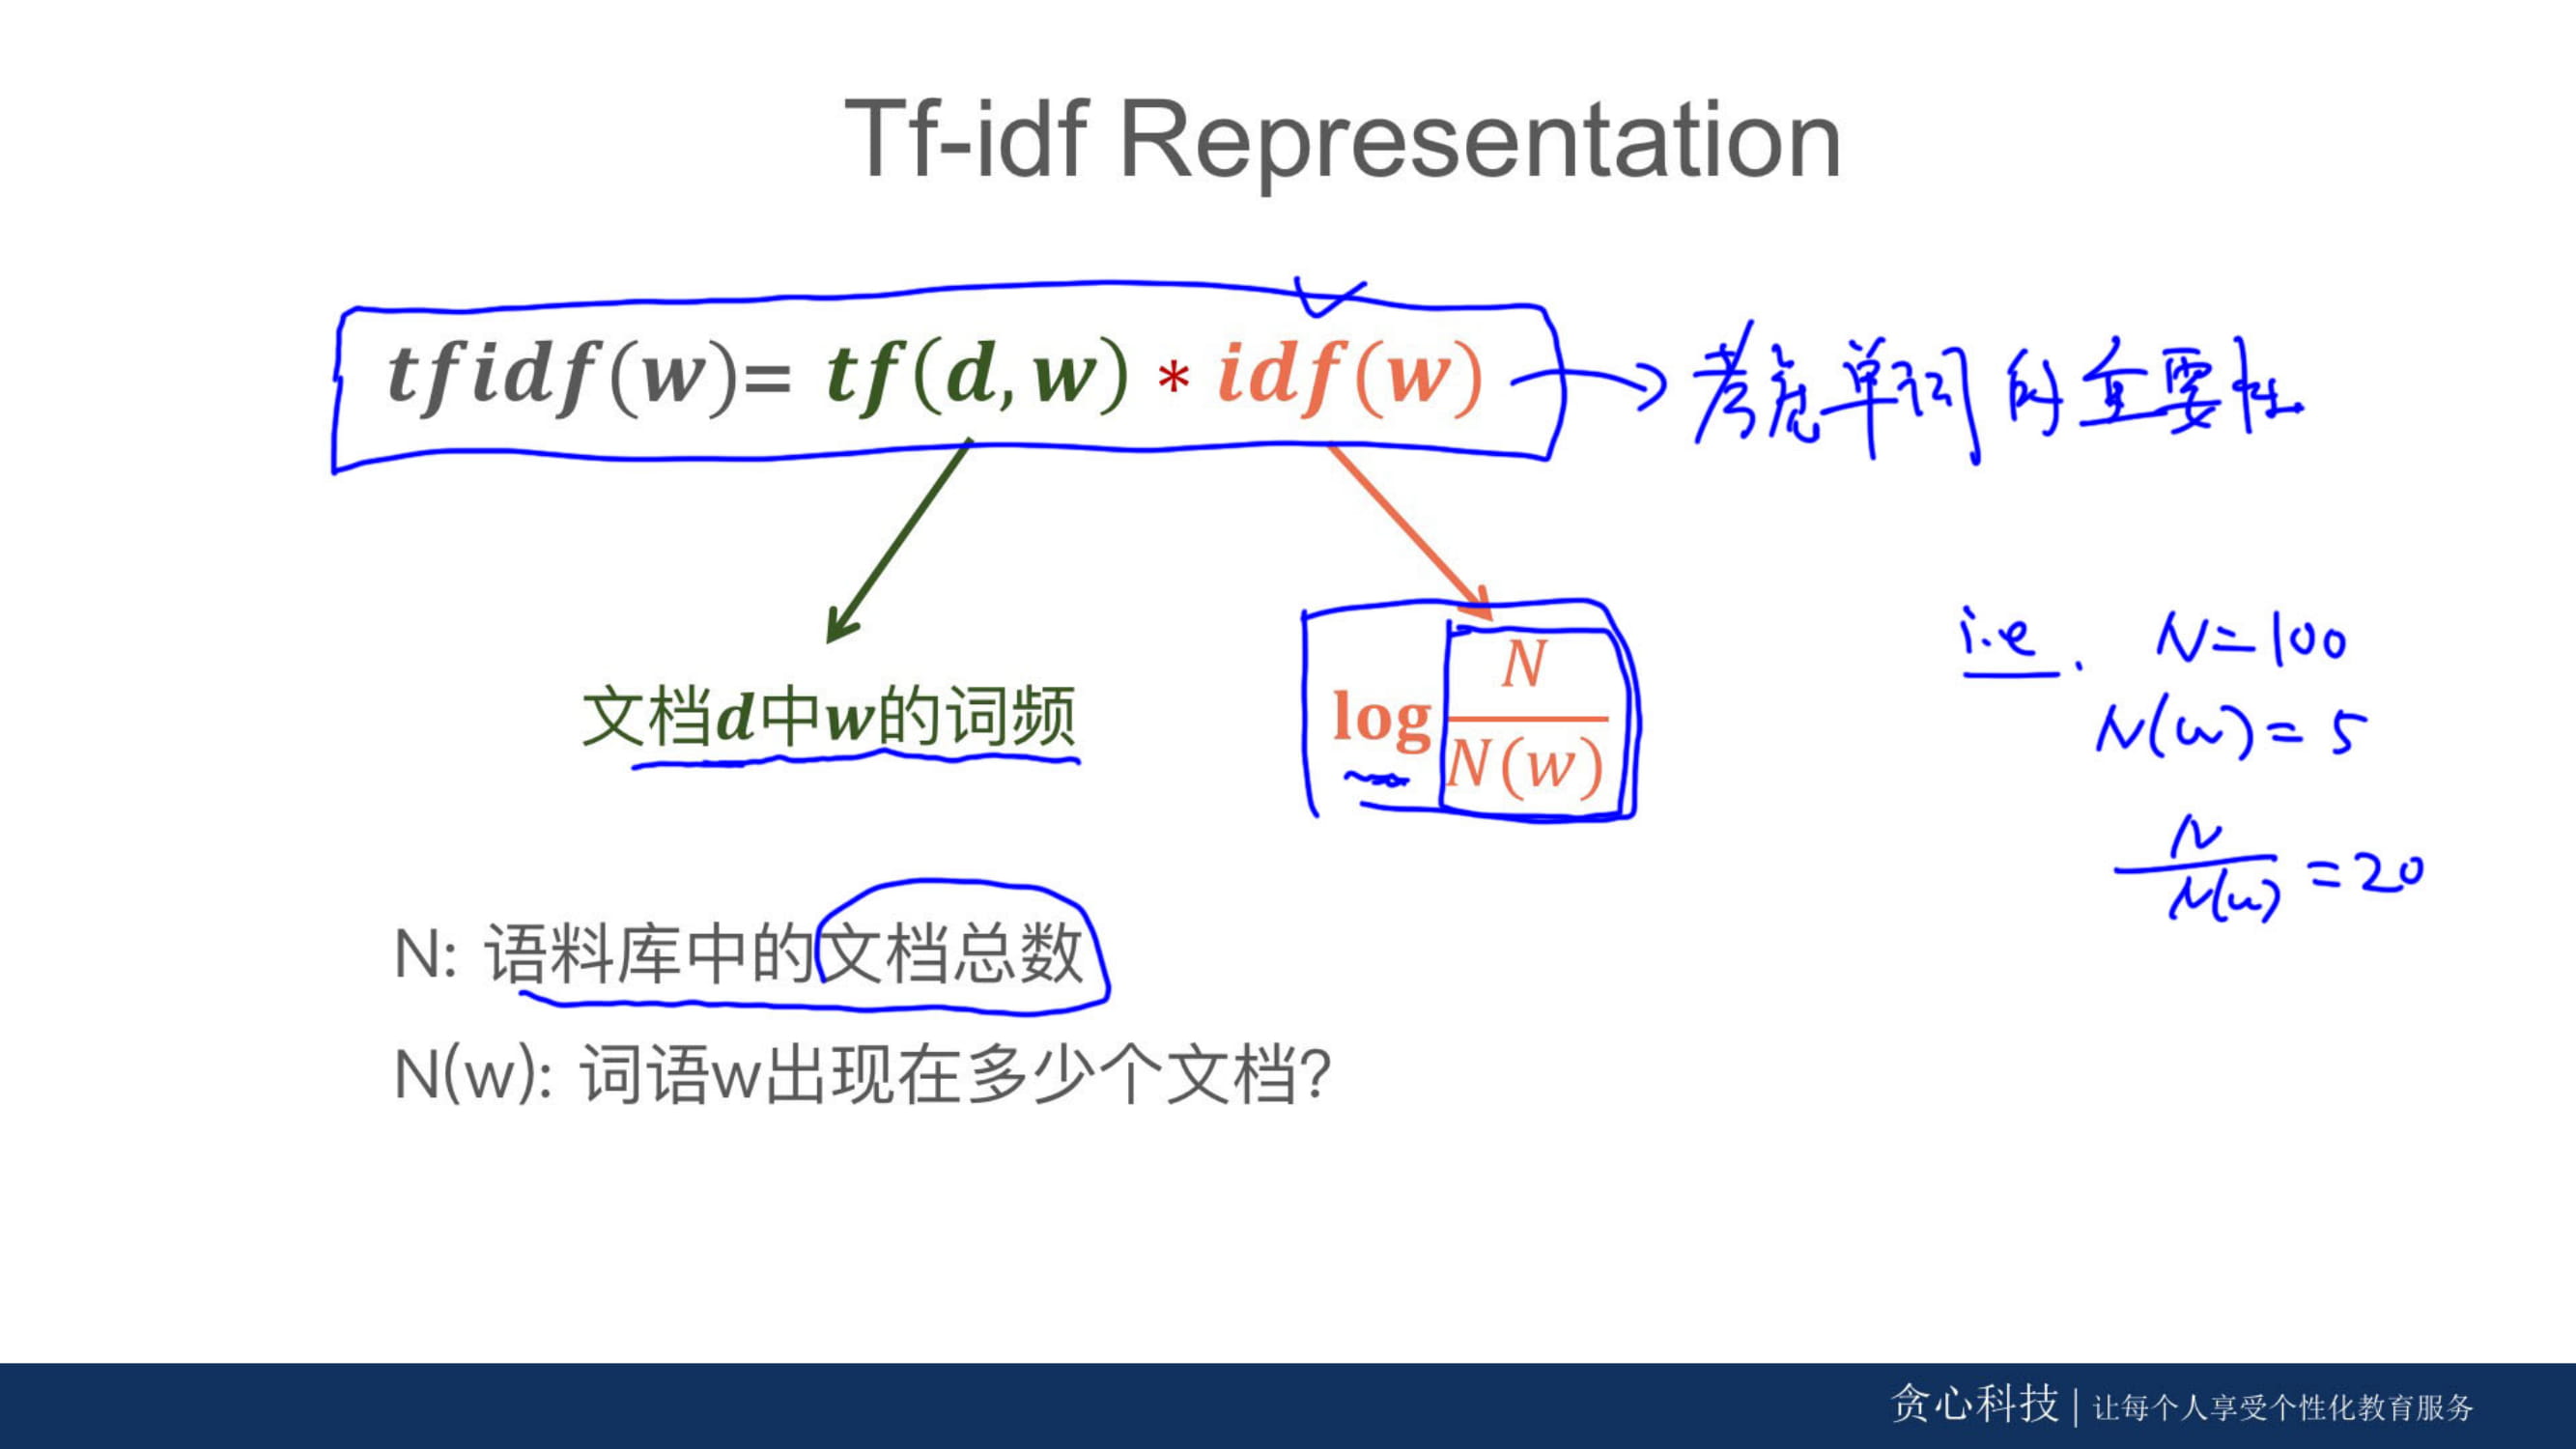 Tf-idf Representation
tfidf(w)= tf(d,w) * idf(w)
考虑单词的重要性
文档d中w的词频
log N/N(w)
i.e. N=100
N(w)=5
N/N(w)=20
N: 语料库中的文档总数
N(w): 词语w出现在多少个文档?
贪心科技 | 让每个人享受个性化教育服务